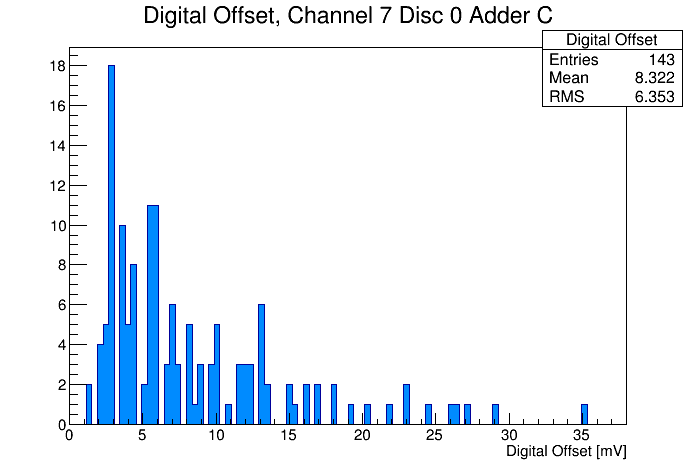 Digital Offset, Channel 7 Disc 0 Adder C
Digital Offset
Entries 143
Mean 8.322
RMS 6.353
18
16
14
12
10
8
6
4
2
0
0 5 10 15 20 25 30 35
Digital Offset [mV]